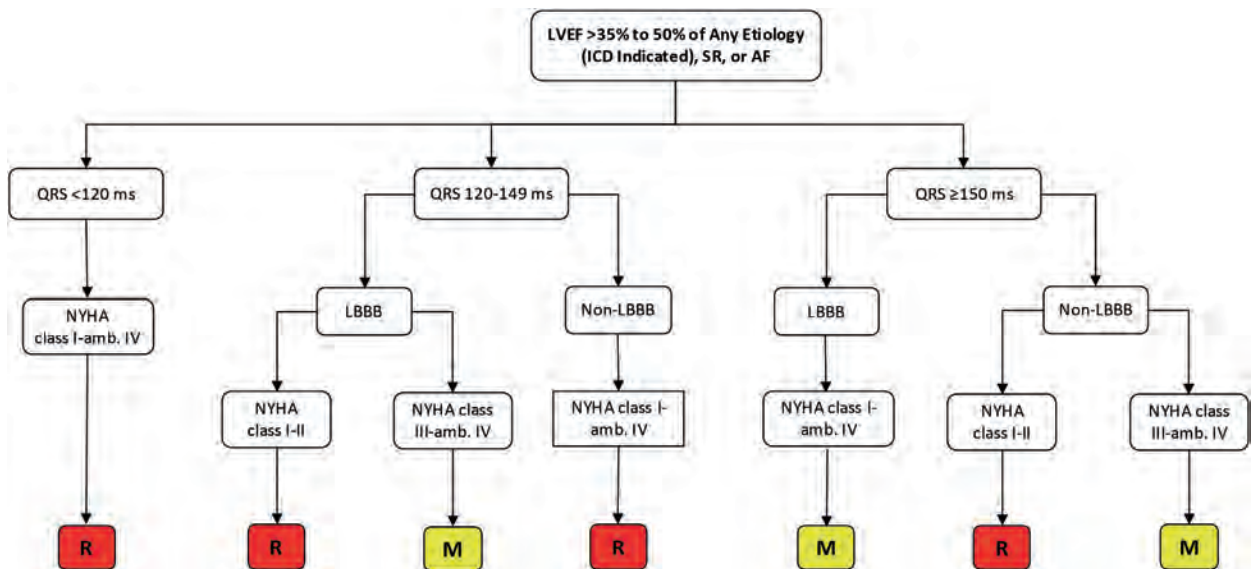 LVEF >35% to 50% of Any Etiology
(ICD Indicated), SR, or AF
QRS <120 ms
QRS 120-149 ms
QRS ≥150 ms
NYHA
class I-amb. IV
LBBB
Non-LBBB
LBBB
Non-LBBB
NYHA
class I-II
NYHA class
III-amb. IV
NYHA class I-
amb. IV
NYHA class I-
amb. IV
NYHA
class I-II
NYHA class
III-amb. IV
R
R
M
R
M
R
M